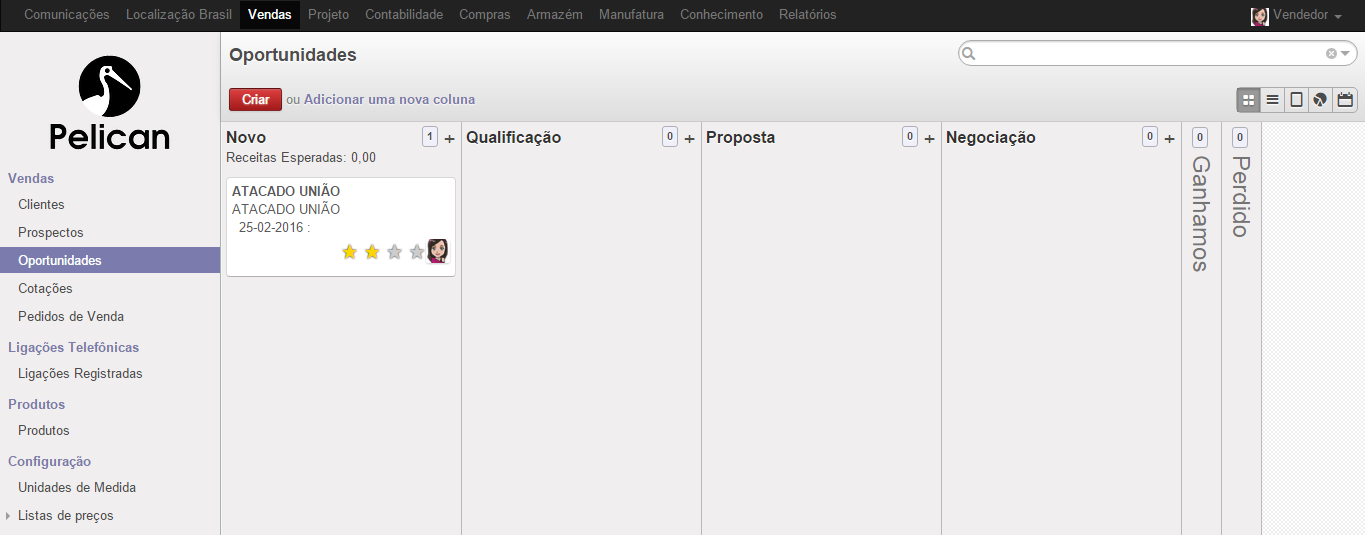 Comunicações Localização Brasil Vendas Projeto Contabilidade Compras Armazém Manufatura Conhecimento Relatórios Vendedor
Pelican
Vendas
Clientes
Prospectos
Oportunidades
Cotações
Pedidos de Venda
Ligações Telefónicas
Ligações Registradas
Produtos
Produtos
Configuração
Unidades de Medida
Listas de preços
Oportunidades
Criar ou Adicionar uma nova coluna
Novo 1 +
Receitas Esperadas: 0,00
ATACADO UNIÃO
ATACADO UNIÃO
25-02-2016 :
Qualificação 0 +
Proposta 0 +
Negociação 0 +
0
Ganhamos
0
Perdido